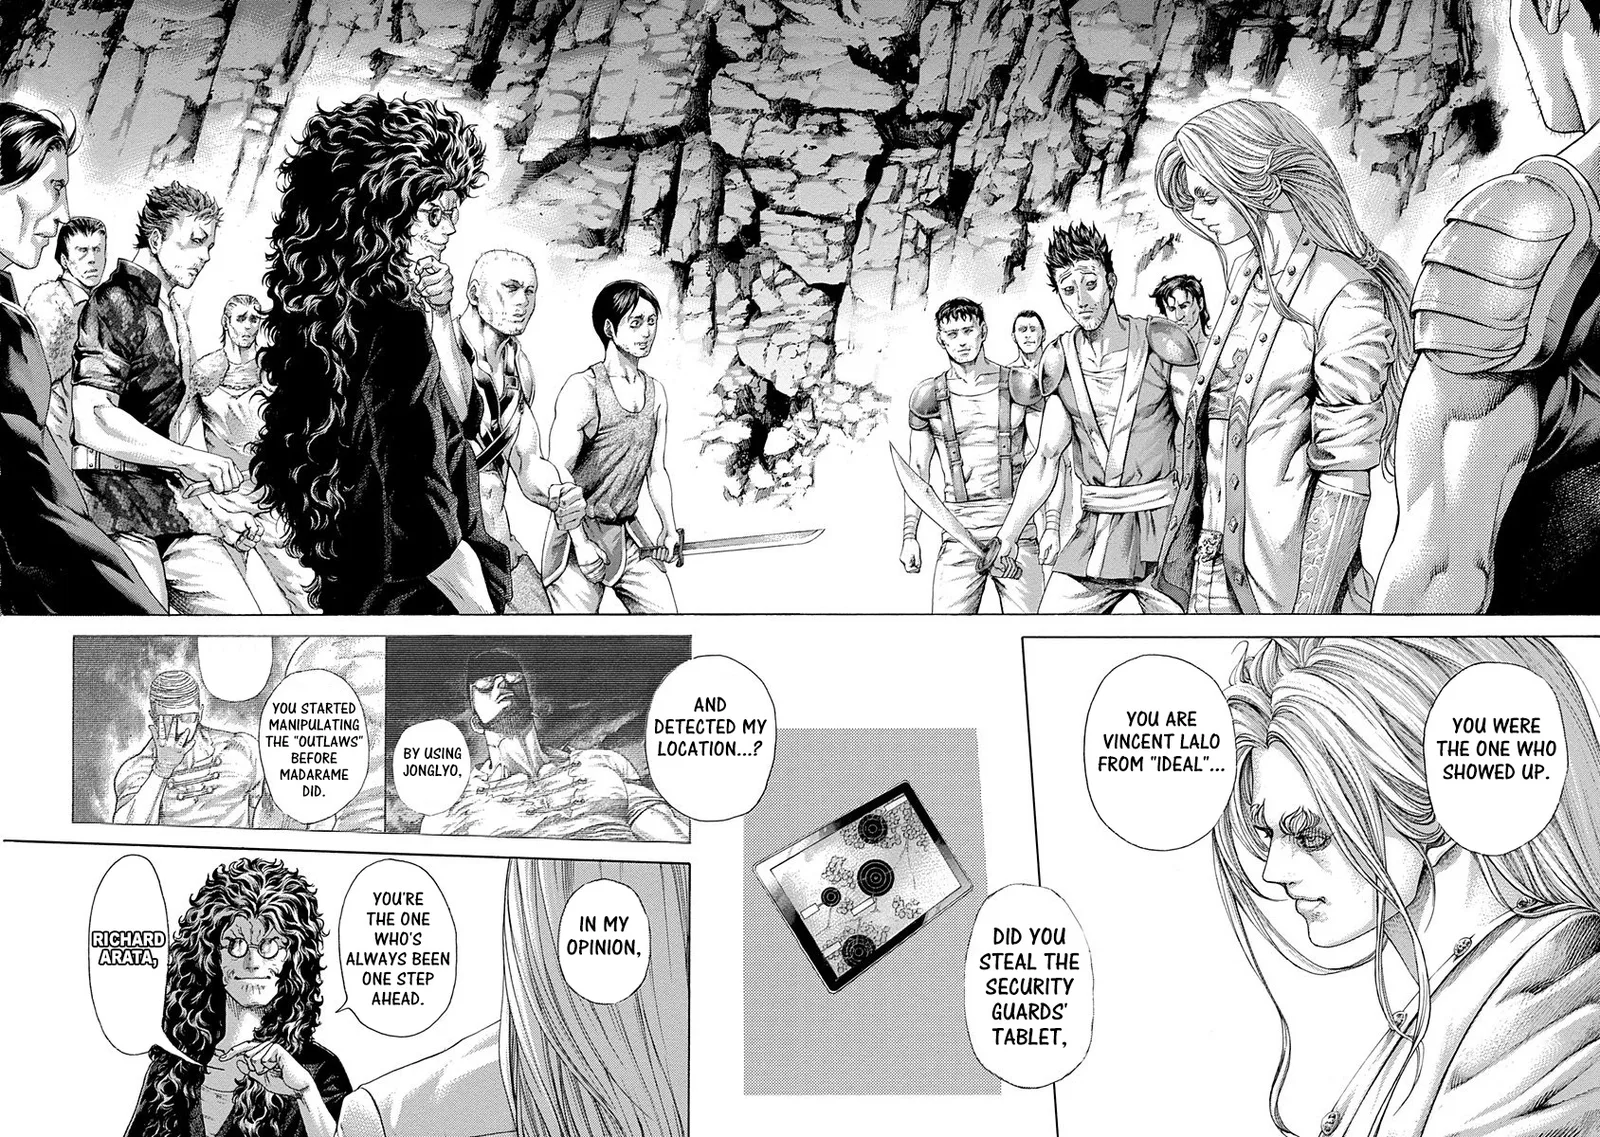 YOU WERE
THE ONE WHO
SHOWED UP.
YOU ARE
VINCENT LALO
FROM "IDEAL"...
DID YOU
STEAL THE
SECURITY
GUARDS'
TABLET,
AND
DETECTED MY
LOCATION...?
BY USING
JONGLYO,
YOU STARTED
MANIPULATING
THE "OUTLAWS"
BEFORE
MADARAME
DID.
IN MY
OPINION,
YOU'RE
THE ONE
WHO'S
ALWAYS BEEN
ONE STEP
AHEAD.
RICHARD
ARATA,